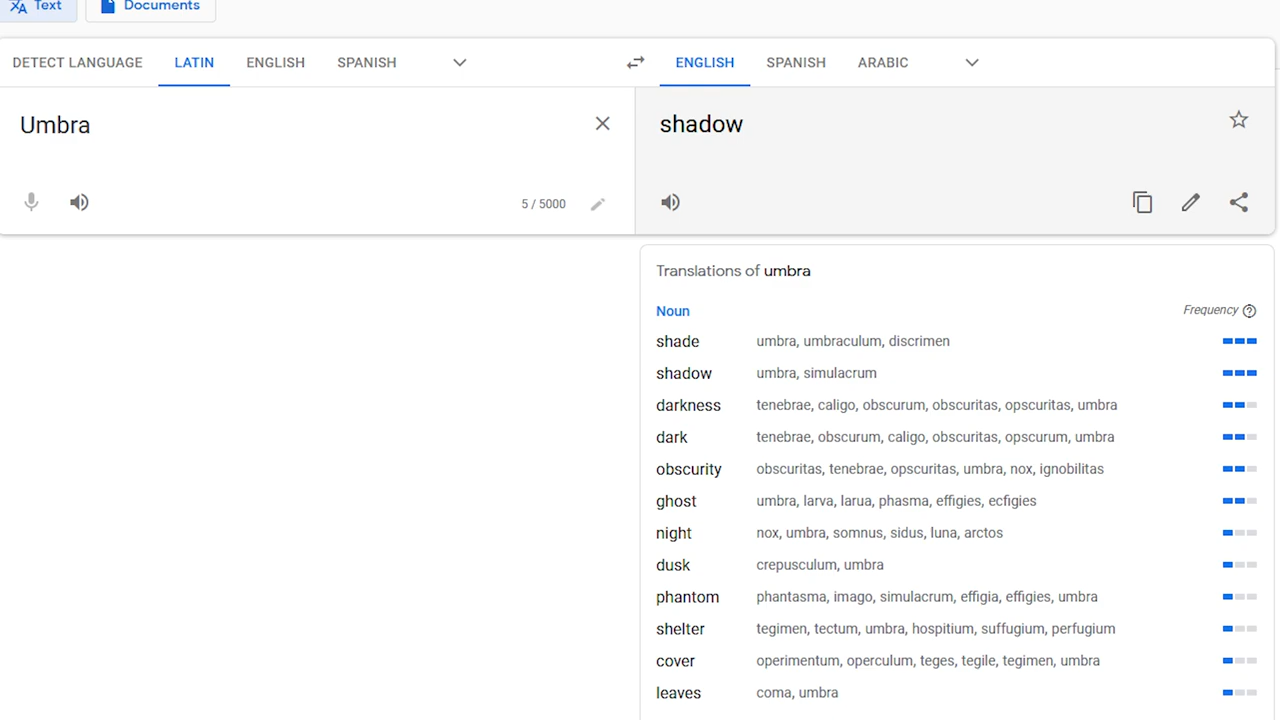 Text Documents
DETECT LANGUAGE LATIN ENGLISH SPANISH ENGLISH SPANISH ARABIC
Umbra shadow
5 / 5000
Translations of umbra
Noun Frequency
shade umbra, umbraculum, discrimen
shadow umbra, simulacrum
darkness tenebrae, caligo, obscurum, obscuritas, opscuritas, umbra
dark tenebrae, obscurum, caligo, obscuritas, opscurum, umbra
obscurity obscuritas, tenebrae, opscuritas, umbra, nox, ignobilitas
ghost umbra, larva, larua, phasma, effigies, ecfigies
night nox, umbra, somnus, sidus, luna, arctos
dusk crepusculum, umbra
phantom phantasma, imago, simulacrum, effigia, effigies, umbra
shelter tegimen, tectum, umbra, hospitium, suffugium, perfugium
cover operimentum, operculum, teges, tegile, tegimen, umbra
leaves coma, umbra